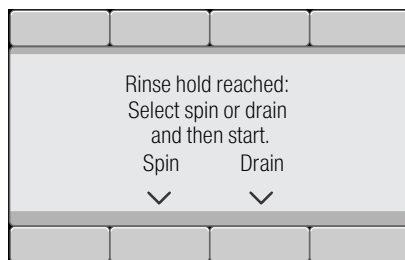 Rinse hold reached:
Select spin or drain
and then start.
Spin Drain